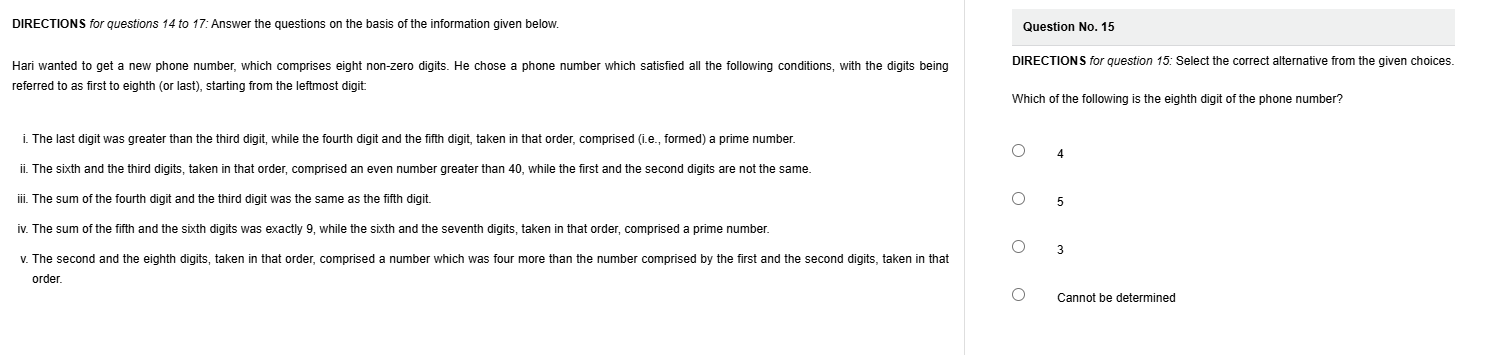 DIRECTIONS for questions 14 to 17: Answer the questions on the basis of the information given below.
Hari wanted to get a new phone number, which comprises eight non-zero digits. He chose a phone number which satisfied all the following conditions, with the digits being
referred to as first to eighth (or last), starting from the leftmost digit:
i. The last digit was greater than the third digit, while the fourth digit and the fifth digit, taken in that order, comprised (i.e., formed) a prime number.
ii. The sixth and the third digits, taken in that order, comprised an even number greater than 40, while the first and the second digits are not the same.
iii. The sum of the fourth digit and the third digit was the same as the fifth digit.
iv. The sum of the fifth and the sixth digits was exactly 9, while the sixth and the seventh digits, taken in that order, comprised a prime number.
v. The second and the eighth digits, taken in that order, comprised a number which was four more than the number comprised by the first and the second digits, taken in that
order.
Question No. 15
DIRECTIONS for question 15: Select the correct alternative from the given choices.
Which of the following is the eighth digit of the phone number?
4
5
3
Cannot be determined